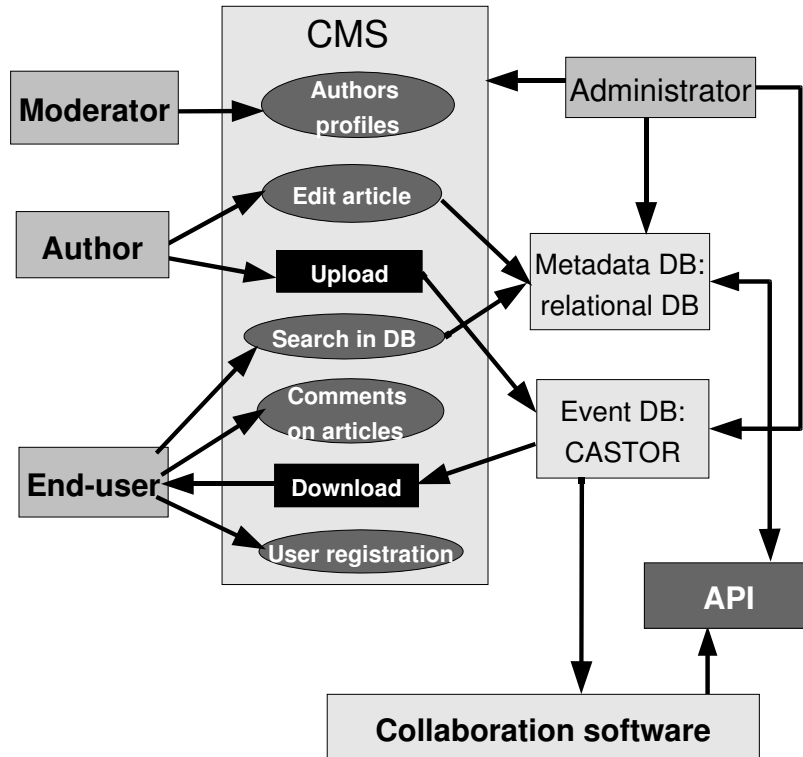 CMS
Moderator
Authors
profiles
Administrator
Author
Edit article
Upload
Metadata DB:
relational DB
Search in DB
Comments
on articles
Event DB:
CASTOR
End-user
Download
User registration
API
Collaboration software